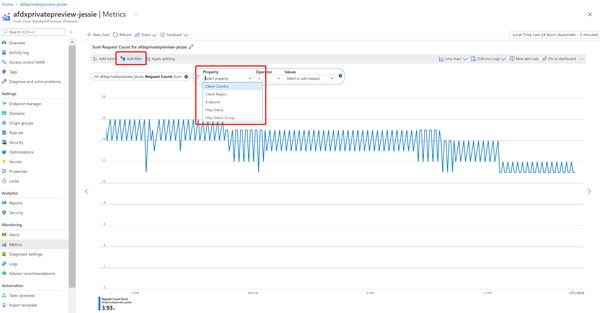 Home > afdxprivatepreview-jessie >
afdxprivatepreview-jessie | Metrics ...
Front Door Standard/Premium (Preview)
Search (Ctrl+/)
Overview
Activity log
Access control (IAM)
Tags
Diagnose and solve problems
Settings
Endpoint manager
Domains
Origin groups
Rule set
Security
Optimizations
Secrets
Properties
Locks
Analytics
Reports
Security
Monitoring
Alerts
Metrics
Diagnostic settings
Logs
Advisor recommendations
Automation
Tasks (preview)
Export template
New chart
Refresh
Share
Feedback
Local Time: Last 24 hours (Automatic - 5 minutes)
Sum Request Count for afdxprivatepreview-jessie
Add metric
Add filter
Apply splitting
Line chart
Drill into Logs
New alert rule
Pin to dashboard
...
afdxprivatepreview-jessie, Request Count, Sum
Property
Operator
Values
Select property
=
Select or add value(s)
Client Country
Client Region
Endpoint
Http Status
Http Status Group
6 PM
6 PM
Request Count (Sum)
afdxprivatepreview-jessie
3.93k